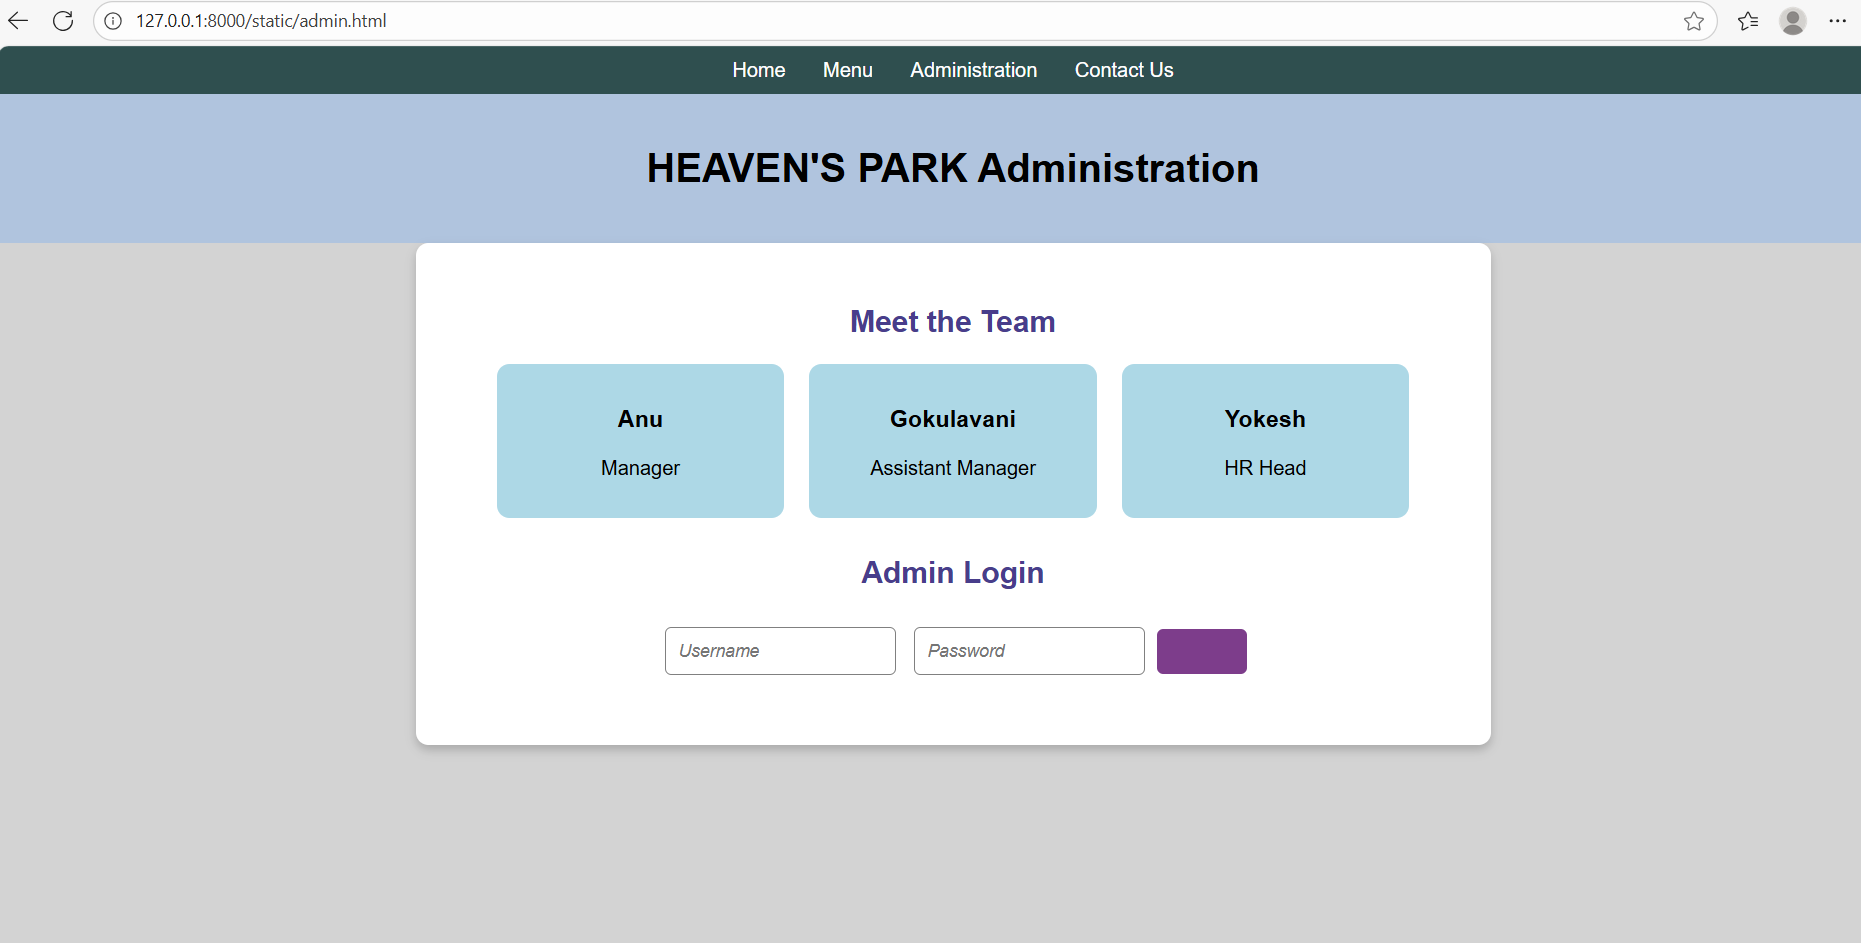 127.0.0.1:8000/static/admin.html
Home Menu Administration Contact Us
HEAVEN'S PARK Administration
Meet the Team
Anu Gokulavani Yokesh
Manager Assistant Manager HR Head
Admin Login
Username Password